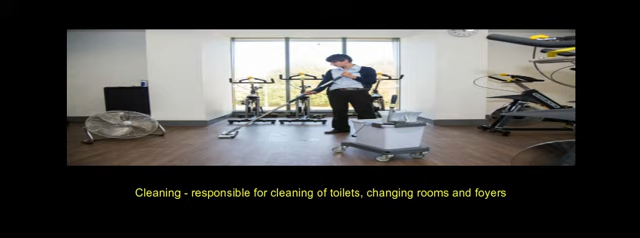 Cleaning - responsible for cleaning of toilets, changing rooms and foyers